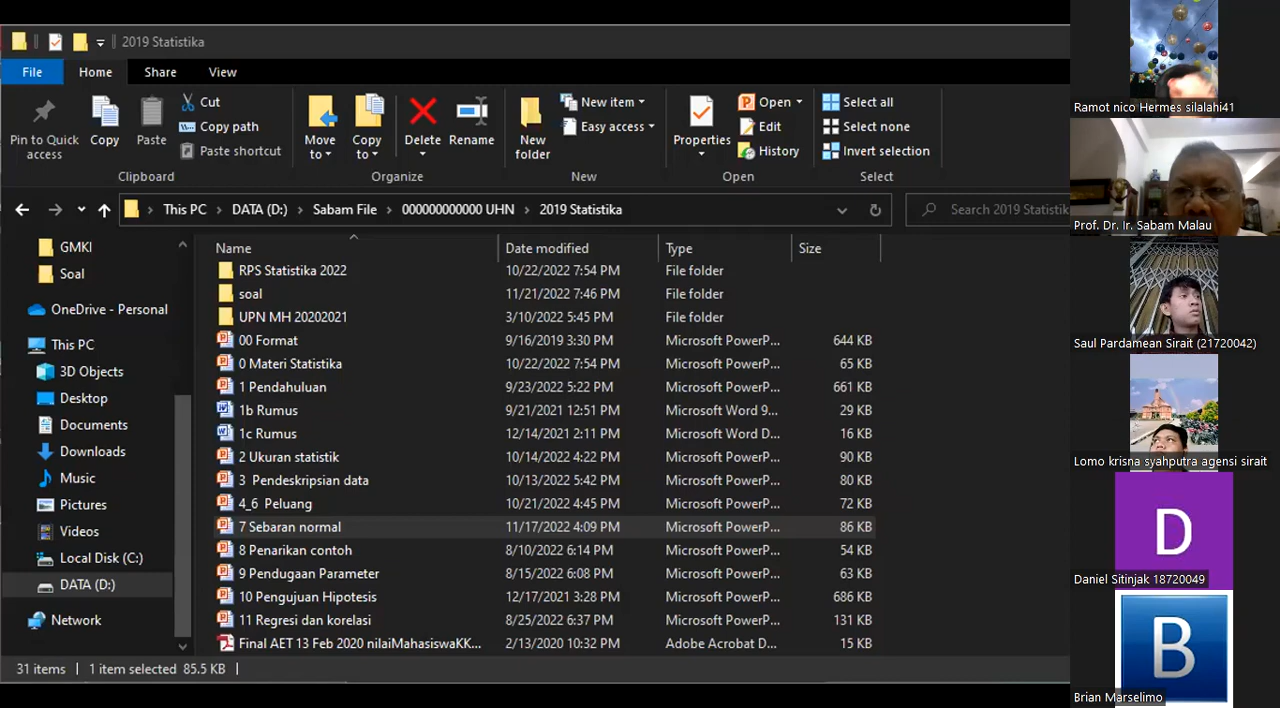 2019 Statistika
File Home Share View
Pin to Quick access
Copy
Paste
Cut
Copy path
Paste shortcut
Clipboard
Move to
Copy to
Delete
Rename
Organize
New folder
New item
Easy access
New
Properties
Open
Edit
History
Open
Select all
Select none
Invert selection
Select
This PC > DATA (D:) > Sabam File > 000000000000 UHN > 2019 Statistika
Search 2019 Statistik
GMKI
Soal
OneDrive - Personal
This PC
3D Objects
Desktop
Documents
Downloads
Music
Pictures
Videos
Local Disk (C:)
DATA (D:)
Network
Name Date modified Type Size
RPS Statistika 2022 10/22/2022 7:54 PM File folder
soal 11/21/2022 7:46 PM File folder
UPN MH 20202021 3/10/2022 5:45 PM File folder
00 Format 9/16/2019 3:30 PM Microsoft PowerP... 644 KB
0 Materi Statistika 10/22/2022 7:54 PM Microsoft PowerP... 65 KB
1 Pendahuluan 9/23/2022 5:22 PM Microsoft PowerP... 661 KB
1b Rumus 9/21/2021 12:51 PM Microsoft Word 9... 29 KB
1c Rumus 12/14/2021 2:11 PM Microsoft Word D... 16 KB
2 Ukuran statistik 10/14/2022 4:22 PM Microsoft PowerP... 90 KB
3 Pendeskripsian data 10/13/2022 5:42 PM Microsoft PowerP... 80 KB
4_6 Peluang 10/21/2022 4:45 PM Microsoft PowerP... 72 KB
7 Sebaran normal 11/17/2022 4:09 PM Microsoft PowerP... 86 KB
8 Penarikan contoh 8/10/2022 6:14 PM Microsoft PowerP... 54 KB
9 Pendugaan Parameter 8/15/2022 6:08 PM Microsoft PowerP... 63 KB
10 Pengujuan Hipotesis 12/17/2021 3:28 PM Microsoft PowerP... 686 KB
11 Regresi dan korelasi 8/25/2022 6:37 PM Microsoft PowerP... 131 KB
Final AET 13 Feb 2020 nilaiMahasiswaKK... 2/13/2020 10:32 PM Adobe Acrobat D... 15 KB
31 items 1 item selected 85.5 KB
Ramot nico Hermes silalahi41
Prof. Dr. Ir. Sabam Malau
Saul Pardamean Sirait (21720042)
Lomo krisna syahputra agensi sirait
D
Daniel Sitinjak 18720049
B
Brian Marselimo